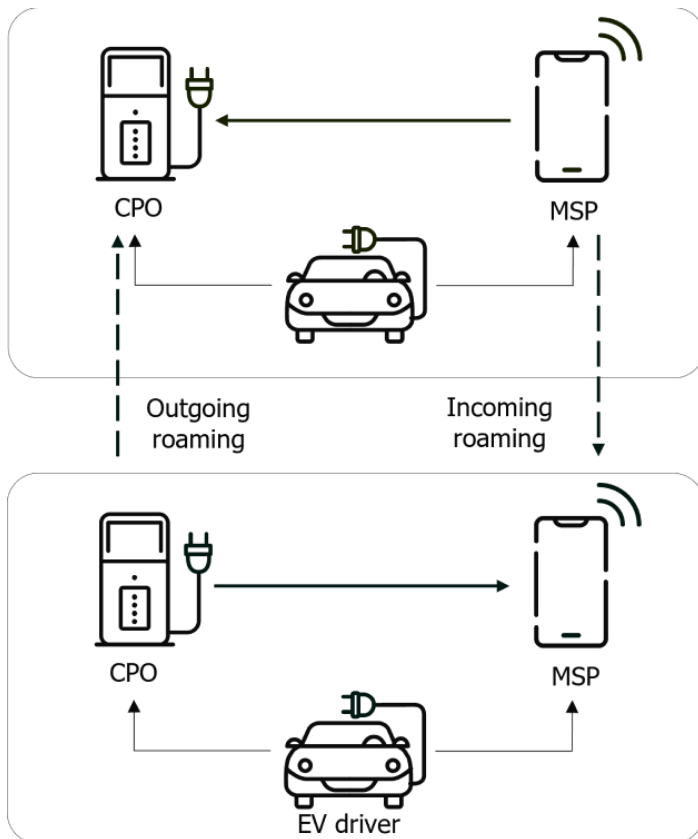 CPO
MSP
Outgoing
roaming
Incoming
roaming
CPO
MSP
EV driver